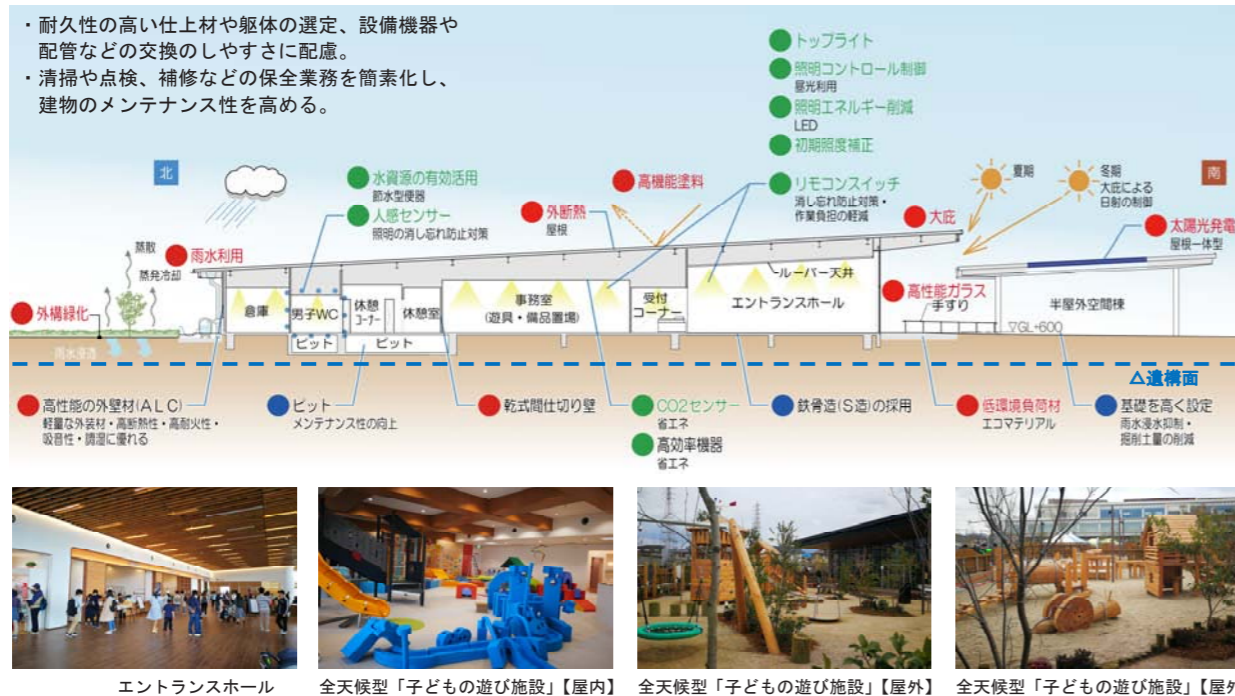 ・耐久性の高い仕上材や躯体の選定、設備機器や
配管などの交換のしやすさに配慮。
・清掃や点検、補修などの保全業務を簡素化し、
建物のメンテナンス性を高める。
トップライト
照明コントロール制御
昼光利用
照明エネルギー削減
LED
初期照度補正
リモコンスイッチ
消し忘れ防止対策・
作業負担の軽減
北
水資源の有効活用
節水型便器
人感センサー
照明の消し忘れ防止対策
高機能塗料
外断熱
屋根
大庇
夏期
冬期
大庇による
日射の制御
南
太陽光発電
屋根一体型
蒸散
蒸発冷却
雨水利用
外構緑化
雨水浸透
倉庫
男子WC
休憩
コーナー
休憩室
事務室
(遊具・備品置場)
受付
コーナー
エントランスホール
ルーバー天井
高性能ガラス
手すり
半屋外空間棟
▽GL+600
ピット
ピット
△遺構面
高性能の外壁材(ALC)
軽量な外装材・高断熱性・高耐火性・
吸音性・調湿に優れる
ピット
メンテナンス性の向上
乾式間仕切り壁
CO2センサー
省エネ
高効率機器
省エネ
鉄骨造(S造)の採用
低環境負荷材
エコマテリアル
基礎を高く設定
雨水浸水抑制・
掘削土量の削減
エントランスホール
全天候型「子どもの遊び施設」【屋内】
全天候型「子どもの遊び施設」【屋外】
全天候型「子どもの遊び施設」【屋外